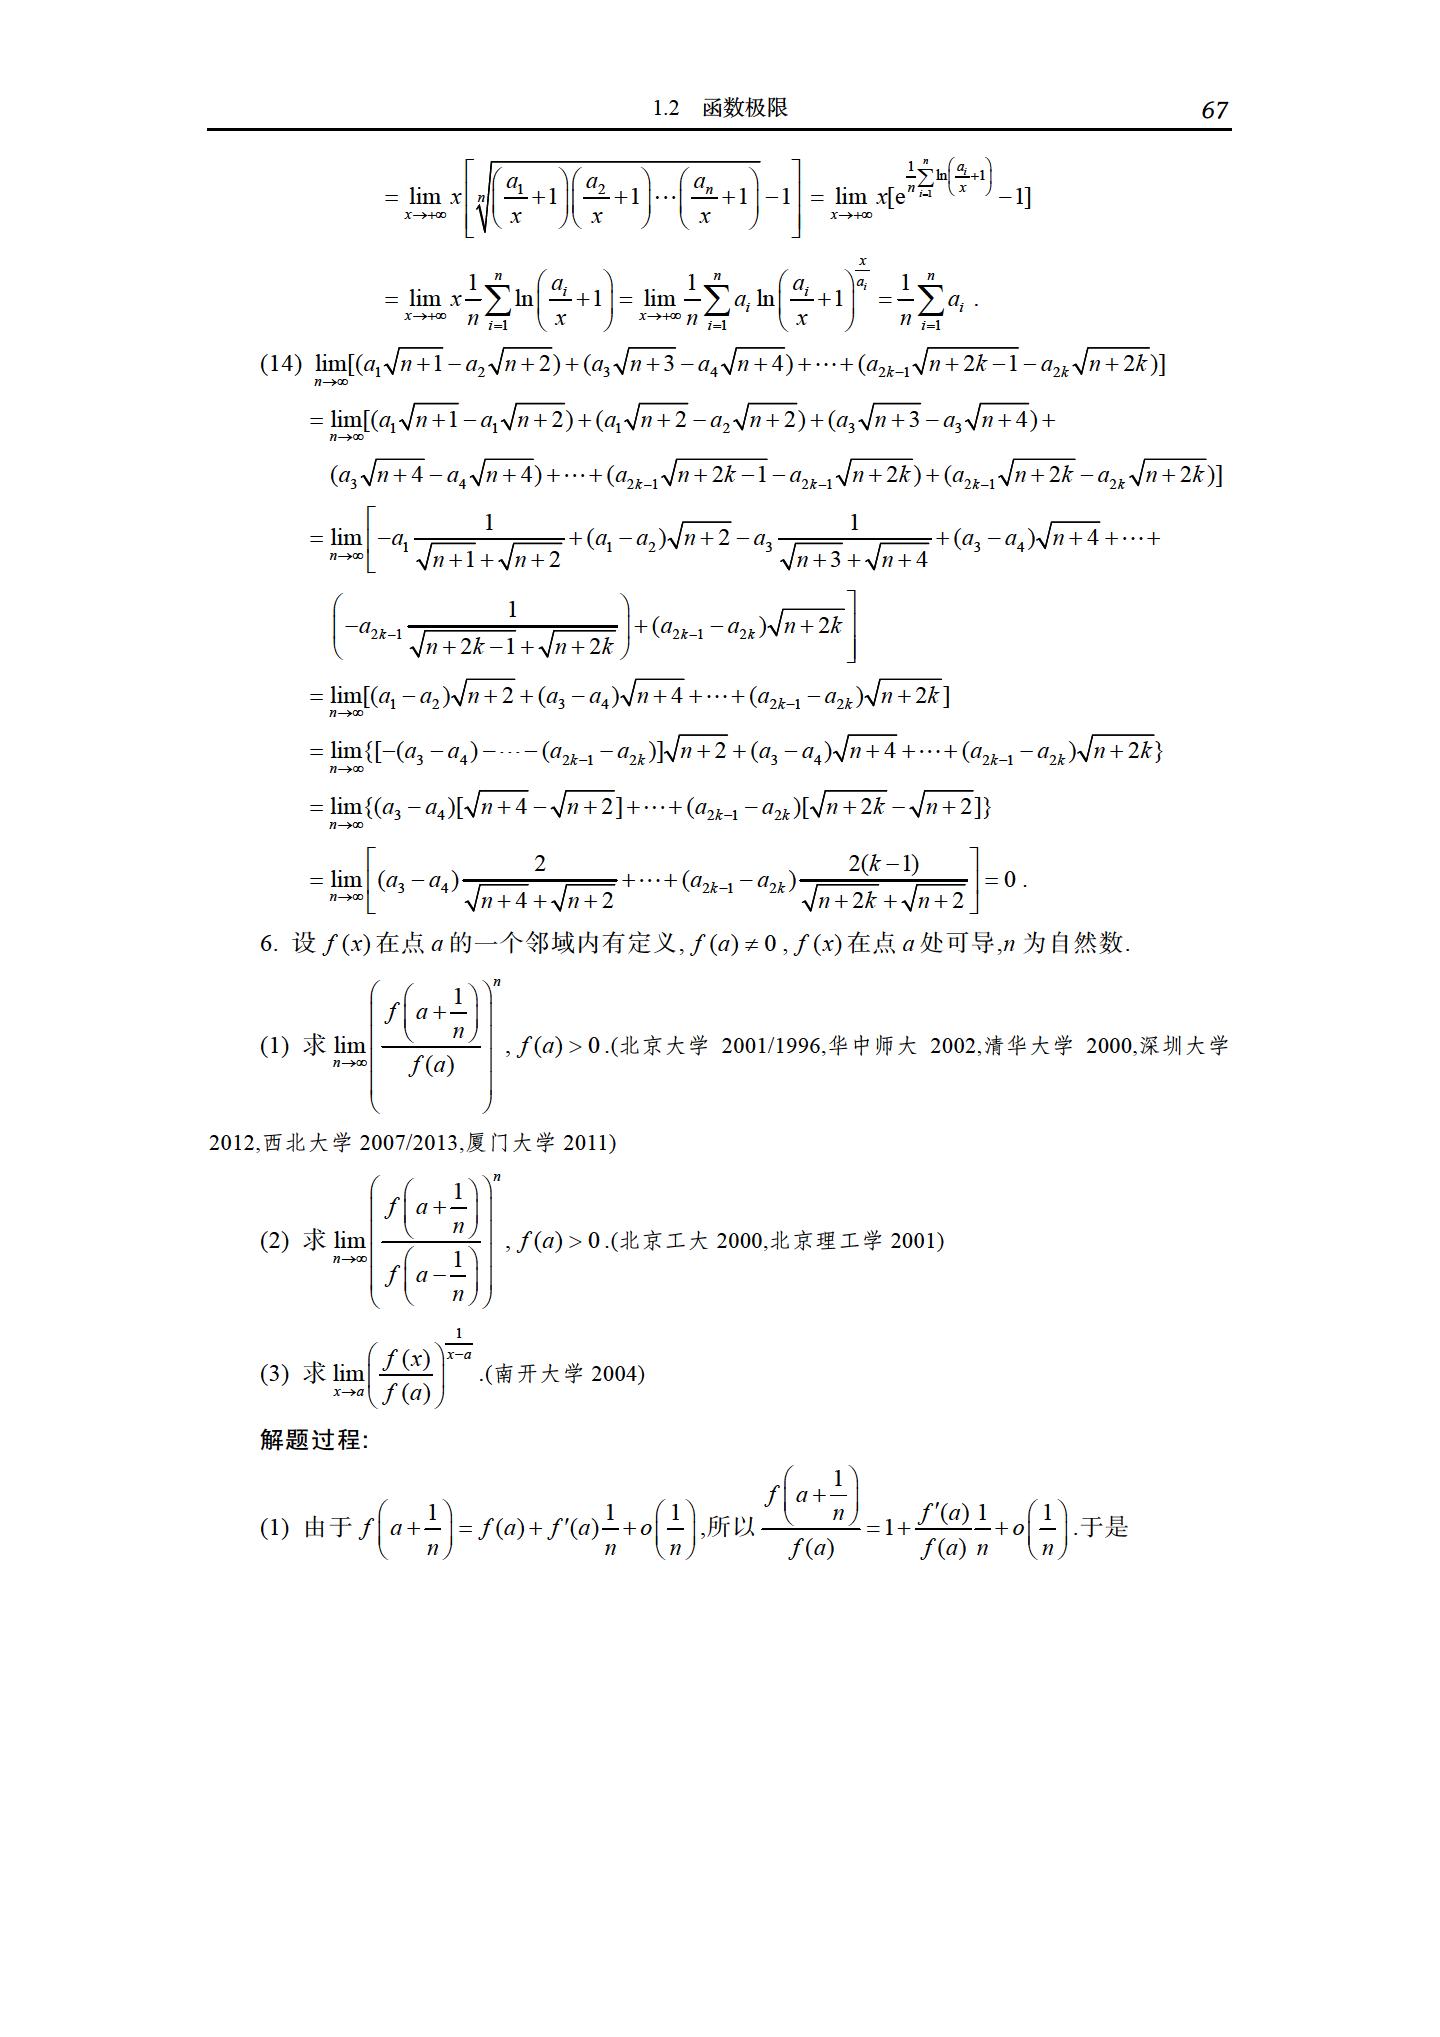 1.2 函数极限 67
$=\lim_{x\to+\infty} x\left[\sqrt[n]{\left(\frac{a_1}{x}+1\right)\left(\frac{a_2}{x}+1\right)\cdots\left(\frac{a_n}{x}+1\right)}-1\right]=\lim_{x\to+\infty} x[\mathrm{e}^{\frac{1}{n}\sum_{i=1}^{n}\ln\left(\frac{a_i}{x}+1\right)}-1]$
$=\lim_{x\to+\infty} x\frac{1}{n}\sum_{i=1}^{n}\ln\left(\frac{a_i}{x}+1\right)=\lim_{x\to+\infty}\frac{1}{n}\sum_{i=1}^{n}a_i\ln\left(\frac{a_i}{x}+1\right)^{\frac{x}{a_i}}=\frac{1}{n}\sum_{i=1}^{n}a_i$ .
(14) $\lim_{n\to\infty}[(a_1\sqrt{n+1}-a_2\sqrt{n+2})+(a_3\sqrt{n+3}-a_4\sqrt{n+4})+\cdots+(a_{2k-1}\sqrt{n+2k-1}-a_{2k}\sqrt{n+2k})]$
$=\lim_{n\to\infty}[(a_1\sqrt{n+1}-a_1\sqrt{n+2})+(a_1\sqrt{n+2}-a_2\sqrt{n+2})+(a_3\sqrt{n+3}-a_3\sqrt{n+4})+$
$(a_3\sqrt{n+4}-a_4\sqrt{n+4})+\cdots+(a_{2k-1}\sqrt{n+2k-1}-a_{2k-1}\sqrt{n+2k})+(a_{2k-1}\sqrt{n+2k}-a_{2k}\sqrt{n+2k})]$
$=\lim_{n\to\infty}\left[-a_1\frac{1}{\sqrt{n+1}+\sqrt{n+2}}+(a_1-a_2)\sqrt{n+2}-a_3\frac{1}{\sqrt{n+3}+\sqrt{n+4}}+(a_3-a_4)\sqrt{n+4}+\cdots+\right.$
$\left.\left(-a_{2k-1}\frac{1}{\sqrt{n+2k-1}+\sqrt{n+2k}}\right)+(a_{2k-1}-a_{2k})\sqrt{n+2k}\right]$
$=\lim_{n\to\infty}[(a_1-a_2)\sqrt{n+2}+(a_3-a_4)\sqrt{n+4}+\cdots+(a_{2k-1}-a_{2k})\sqrt{n+2k}]$
$=\lim_{n\to\infty}\{[-(a_3-a_4)-\cdots-(a_{2k-1}-a_{2k})]\sqrt{n+2}+(a_3-a_4)\sqrt{n+4}+\cdots+(a_{2k-1}-a_{2k})\sqrt{n+2k}\}$
$=\lim_{n\to\infty}\{(a_3-a_4)[\sqrt{n+4}-\sqrt{n+2}]+\cdots+(a_{2k-1}-a_{2k})[\sqrt{n+2k}-\sqrt{n+2}]\}$
$=\lim_{n\to\infty}\left[(a_3-a_4)\frac{2}{\sqrt{n+4}+\sqrt{n+2}}+\cdots+(a_{2k-1}-a_{2k})\frac{2(k-1)}{\sqrt{n+2k}+\sqrt{n+2}}\right]=0$ .
6. 设 $f(x)$ 在点 $a$ 的一个邻域内有定义, $f(a)\neq 0$ , $f(x)$ 在点 $a$ 处可导,$n$ 为自然数.
(1) 求 $\lim_{n\to\infty}\left(\frac{f\left(a+\frac{1}{n}\right)}{f(a)}\right)^n$ , $f(a)>0$ .(北京大学 2001/1996,华中师大 2002,清华大学 2000,深圳大学
2012,西北大学 2007/2013,厦门大学 2011)
(2) 求 $\lim_{n\to\infty}\left(\frac{f\left(a+\frac{1}{n}\right)}{f\left(a-\frac{1}{n}\right)}\right)^n$ , $f(a)>0$ .(北京工大 2000,北京理工学 2001)
(3) 求 $\lim_{x\to a}\left(\frac{f(x)}{f(a)}\right)^{\frac{1}{x-a}}$ .(南开大学 2004)
解题过程:
(1) 由于 $f\left(a+\frac{1}{n}\right)=f(a)+f'(a)\frac{1}{n}+o\left(\frac{1}{n}\right)$ ,所以 $\frac{f\left(a+\frac{1}{n}\right)}{f(a)}=1+\frac{f'(a)}{f(a)}\frac{1}{n}+o\left(\frac{1}{n}\right)$ .于是